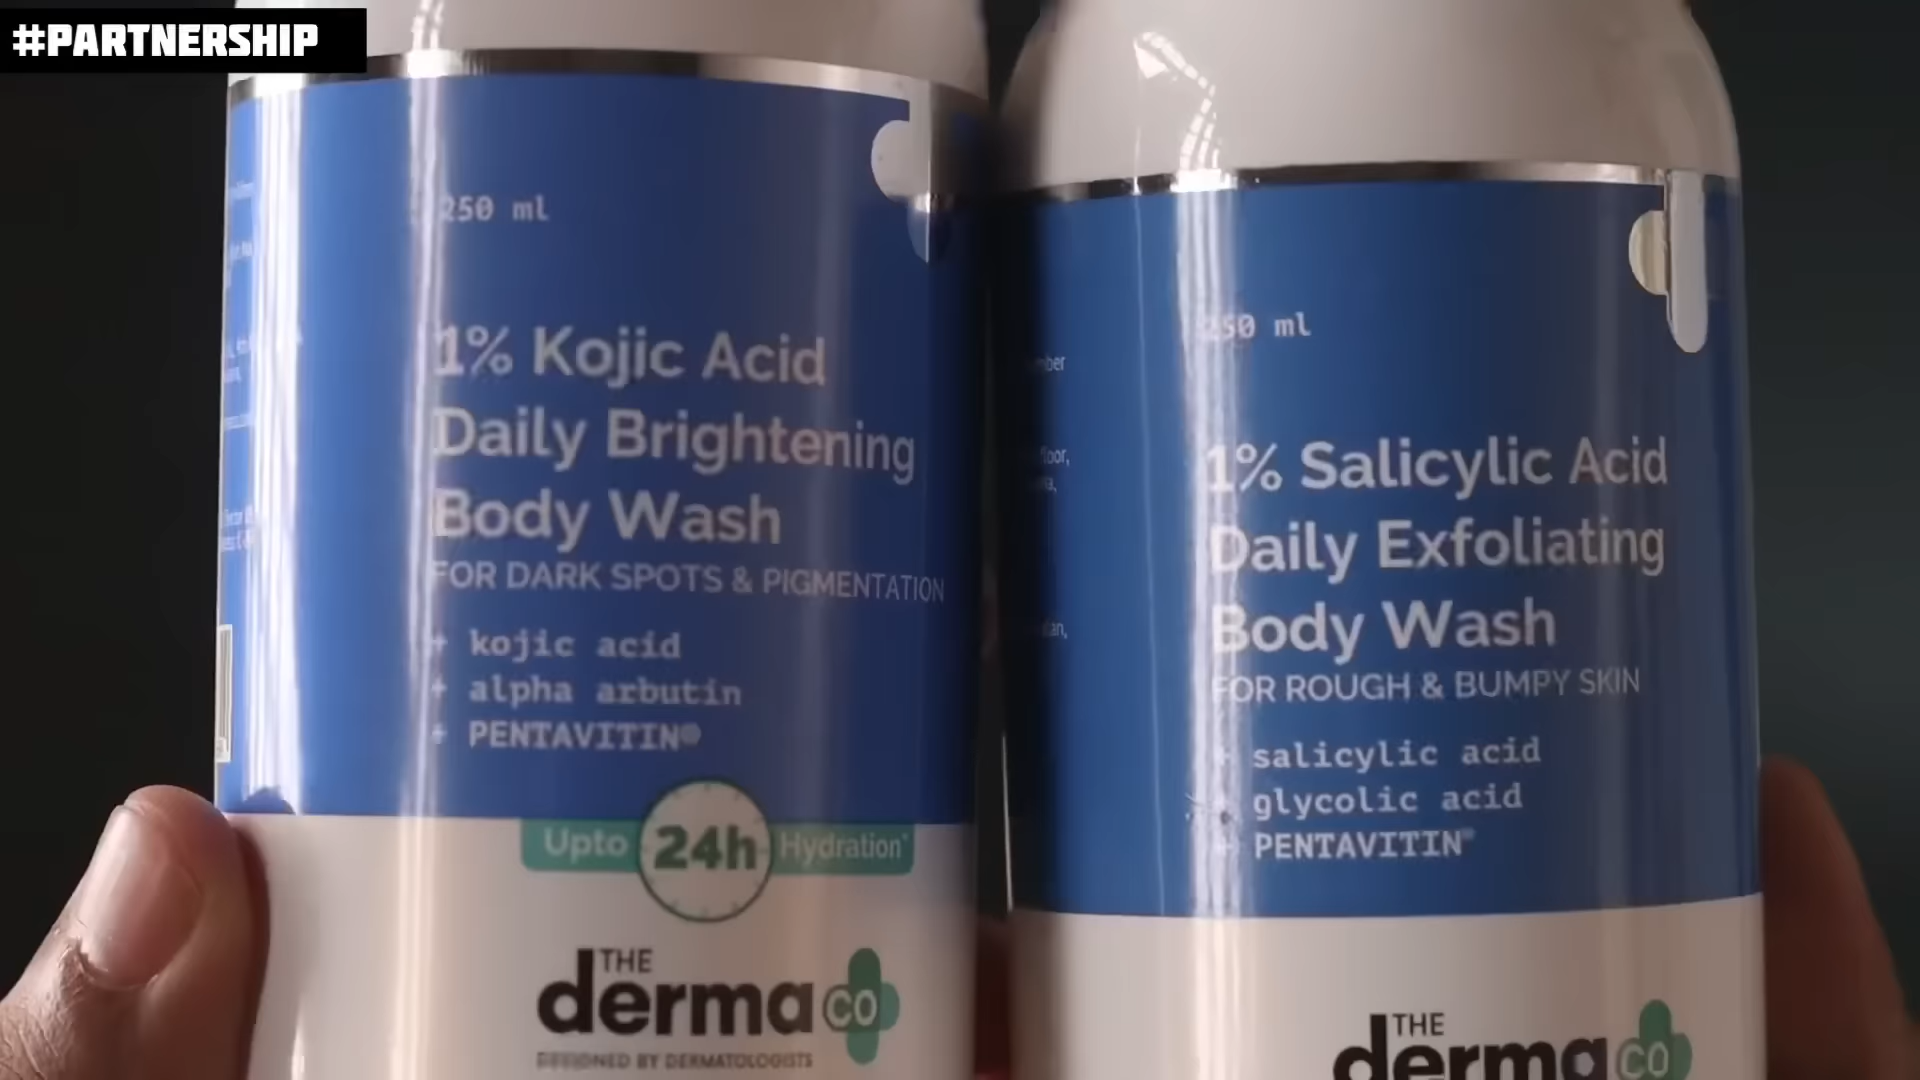 #PARTNERSHIP
250 ml
1% Kojic Acid
Daily Brightening
Body Wash
FOR DARK SPOTS & PIGMENTATION
+ kojic acid
+ alpha arbutin
+ PENTAVITIN®
Upto 24h Hydration*
THE
derma co
DESIGNED BY DERMATOLOGISTS
250 ml
1% Salicylic Acid
Daily Exfoliating
Body Wash
FOR ROUGH & BUMPY SKIN
+ salicylic acid
+ glycolic acid
+ PENTAVITIN®
THE
derma co